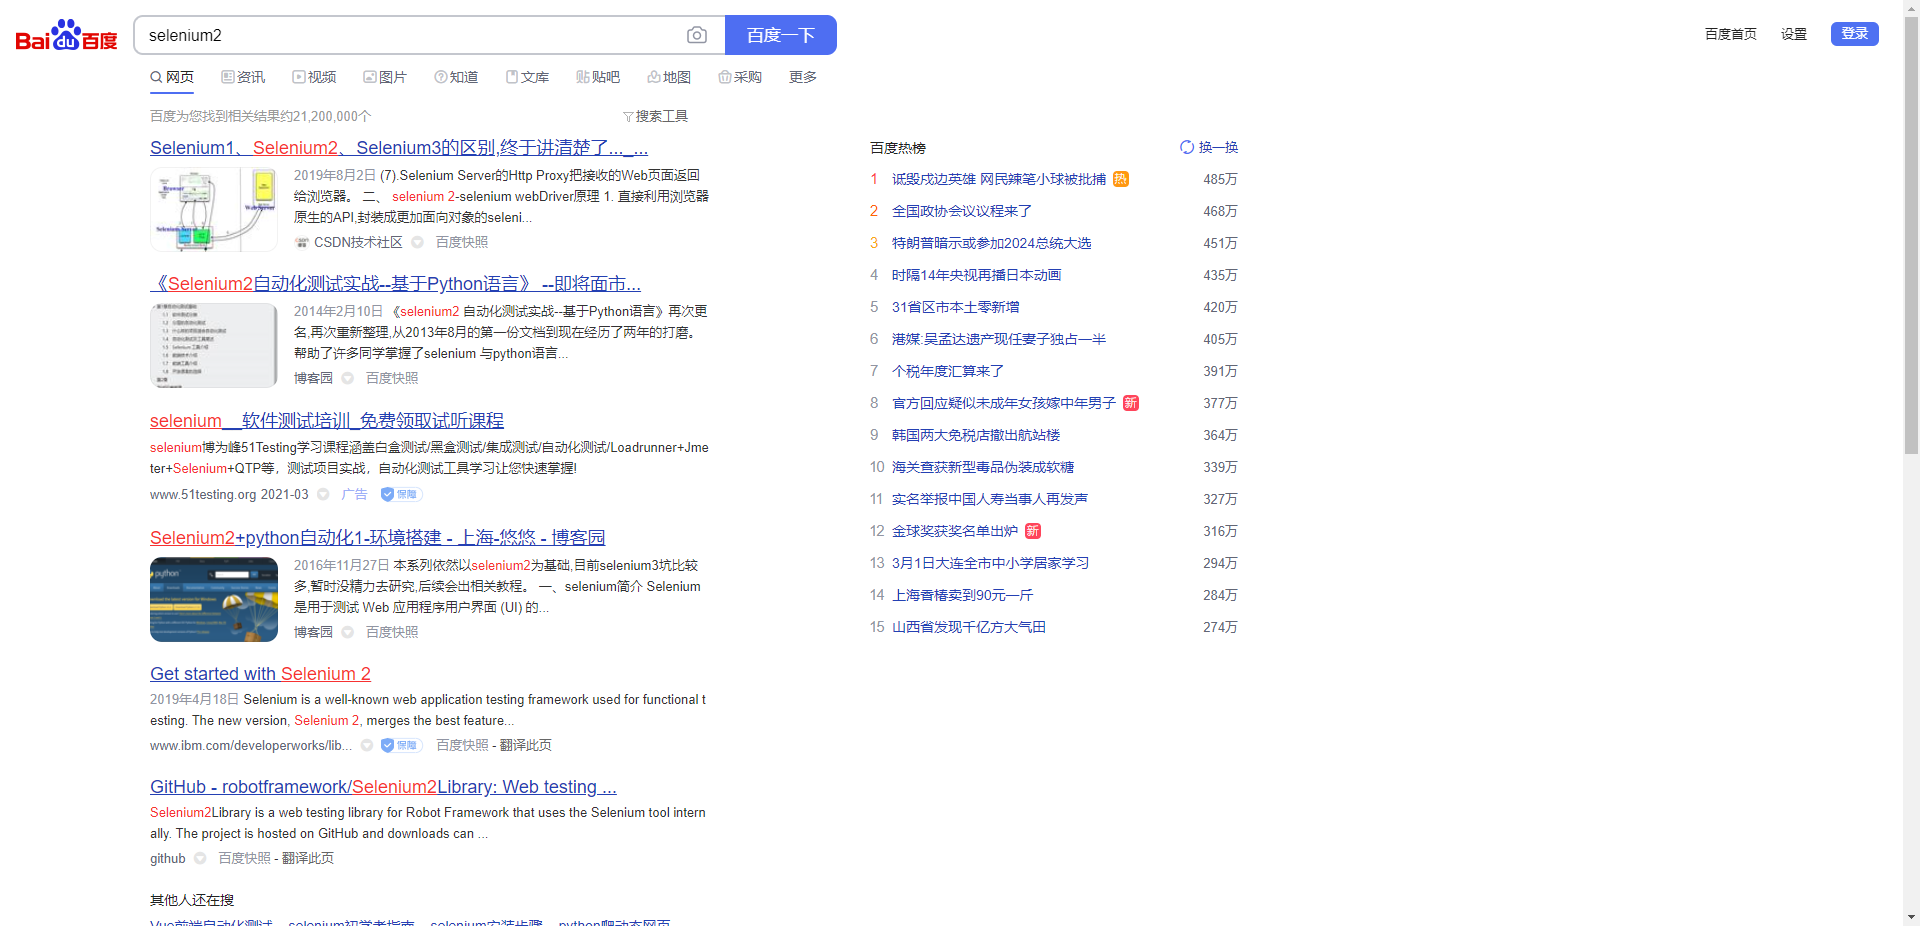 Bai du 百度
selenium2
百度一下
百度首页 设置 登录
网页 资讯 视频 图片 知道 文库 贴吧 地图 采购 更多
百度为您找到相关结果约21,200,000个
搜索工具
Selenium1、Selenium2、Selenium3的区别,终于讲清楚了..._...
Browser
Web Server
Selenium Server
2019年8月2日 (7).Selenium Server的Http Proxy把接收的Web页面返回
给浏览器。 二、 selenium 2-selenium webDriver原理 1. 直接利用浏览器
原生的API,封装成更加面向对象的seleni...
CSDN技术社区 百度快照
《Selenium2自动化测试实战--基于Python语言》 --即将面市...
2014年2月10日 《selenium2 自动化测试实战--基于Python语言》再次更
名,再次重新整理,从2013年8月的第一份文档到现在经历了两年的打磨。
帮助了许多同学掌握了selenium 与python语言...
博客园 百度快照
selenium__软件测试培训_免费领取试听课程
selenium博为峰51Testing学习课程涵盖白盒测试/黑盒测试/集成测试/自动化测试/Loadrunner+Jme
ter+Selenium+QTP等，测试项目实战，自动化测试工具学习让您快速掌握!
www.51testing.org 2021-03 广告 保障
Selenium2+python自动化1-环境搭建 - 上海-悠悠 - 博客园
python
2016年11月27日 本系列依然以selenium2为基础,目前selenium3坑比较
多,暂时没精力去研究,后续会出相关教程。 一、selenium简介 Selenium
是用于测试 Web 应用程序用户界面 (UI) 的...
博客园 百度快照
Get started with Selenium 2
2019年4月18日 Selenium is a well-known web application testing framework used for functional t
esting. The new version, Selenium 2, merges the best feature...
www.ibm.com/developerworks/lib... 保障 百度快照 - 翻译此页
GitHub - robotframework/Selenium2Library: Web testing ...
Selenium2Library is a web testing library for Robot Framework that uses the Selenium tool intern
ally. The project is hosted on GitHub and downloads can ...
github 百度快照 - 翻译此页
其他人还在搜
Vue前端自动化测试 selenium初学者指南 selenium安装步骤 python爬动态网页
百度热榜 换一换
1 诋毁戍边英雄 网民辣笔小球被批捕 热 485万
2 全国政协会议议程来了 468万
3 特朗普暗示或参加2024总统大选 451万
4 时隔14年央视再播日本动画 435万
5 31省区市本土零新增 420万
6 港媒:吴孟达遗产现任妻子独占一半 405万
7 个税年度汇算来了 391万
8 官方回应疑似未成年女孩嫁中年男子 新 377万
9 韩国两大免税店撤出航站楼 364万
10 海关查获新型毒品伪装成软糖 339万
11 实名举报中国人寿当事人再发声 327万
12 金球奖获奖名单出炉 新 316万
13 3月1日大连全市中小学居家学习 294万
14 上海香椿卖到90元一斤 284万
15 山西省发现千亿方大气田 274万